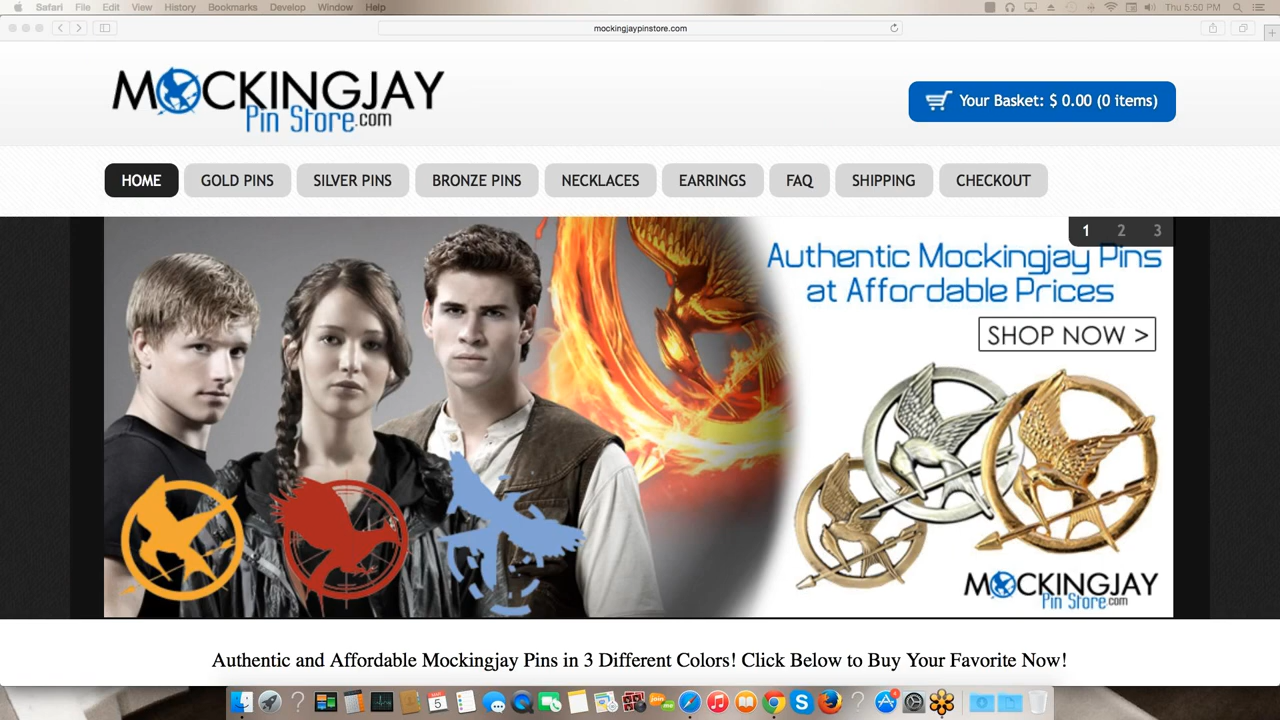 Safari File Edit View History Bookmarks Develop Window Help Thu 5:50 PM
mockingjaypinstore.com
MOCKINGJAY
Pin Store.com
Your Basket: $ 0.00 (0 items)
HOME GOLD PINS SILVER PINS BRONZE PINS NECKLACES EARRINGS FAQ SHIPPING CHECKOUT
1 2 3
Authentic Mockingjay Pins
at Affordable Prices
SHOP NOW >
MOCKINGJAY
Pin Store.com
Authentic and Affordable Mockingjay Pins in 3 Different Colors! Click Below to Buy Your Favorite Now!